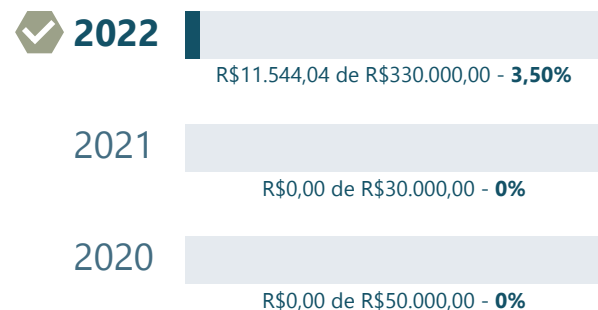 2022
R$11.544,04 de R$330.000,00 - 3,50%
2021
R$0,00 de R$30.000,00 - 0%
2020
R$0,00 de R$50.000,00 - 0%